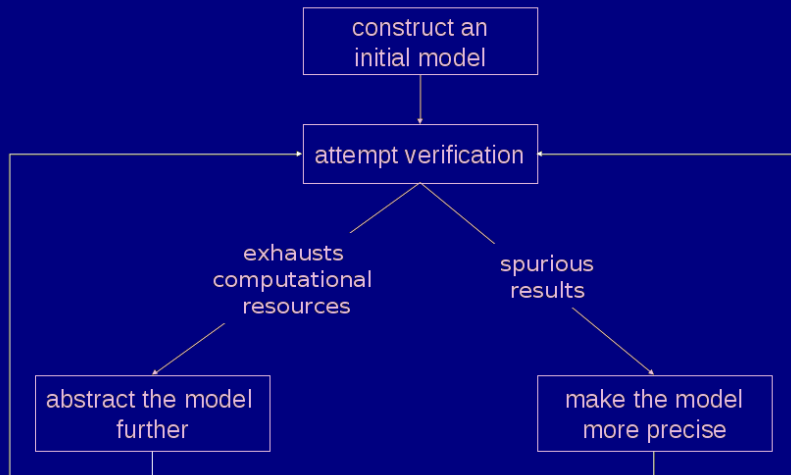 construct an
initial model
attempt verification
exhausts
computational
resources
spurious
results
abstract the model
further
make the model
more precise